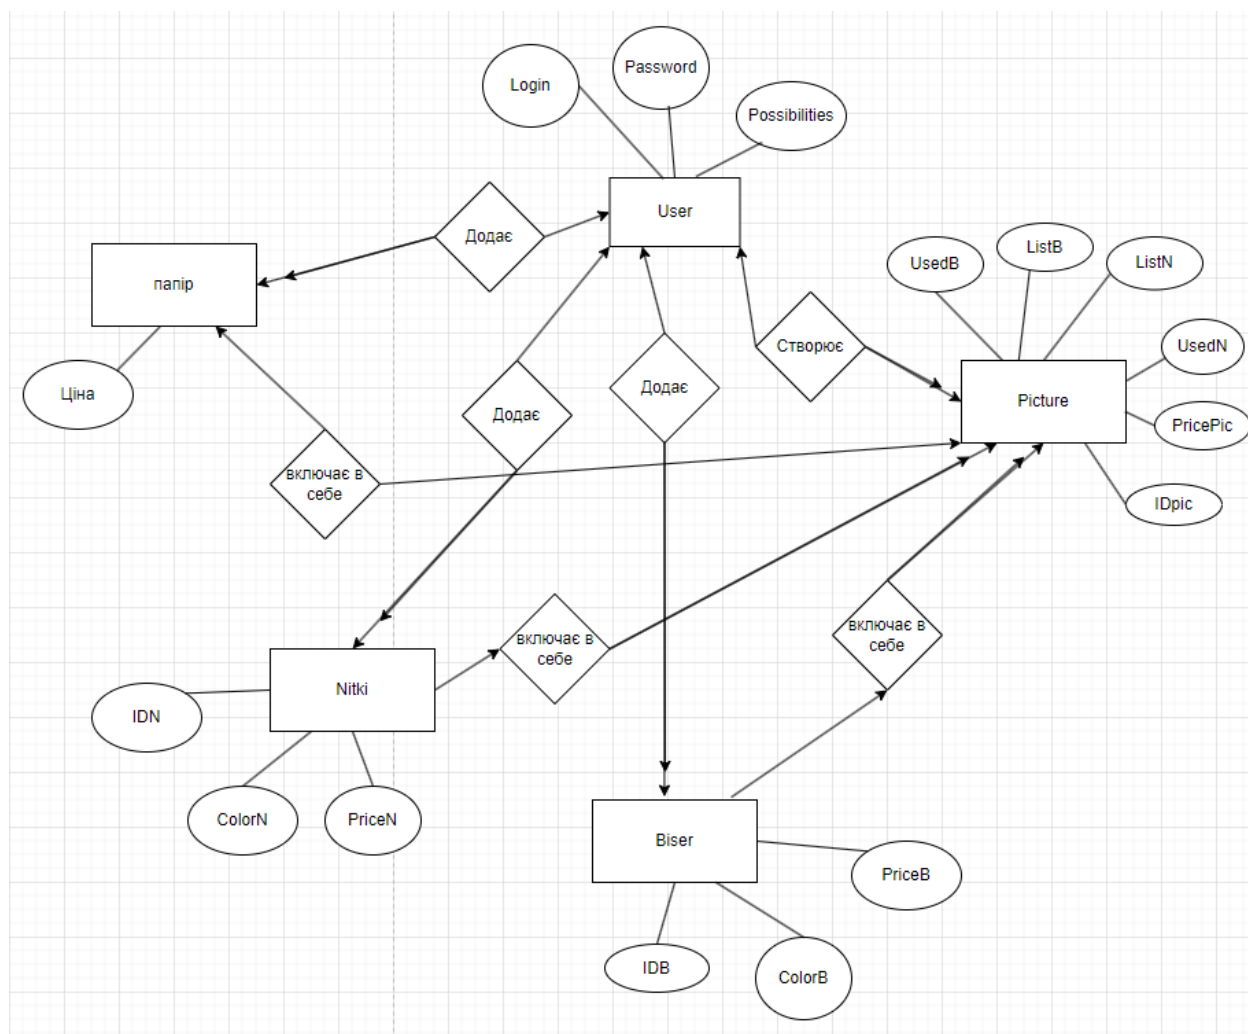 Login
Password
Possibilities
User
Додає
папір
Ціна
UsedB
ListB
ListN
UsedN
Створює
Picture
PricePic
IDpic
Додає
Додає
включає в
себе
включає в
себе
включає в
себе
Nitki
IDN
ColorN
PriceN
Biser
PriceB
IDB
ColorB